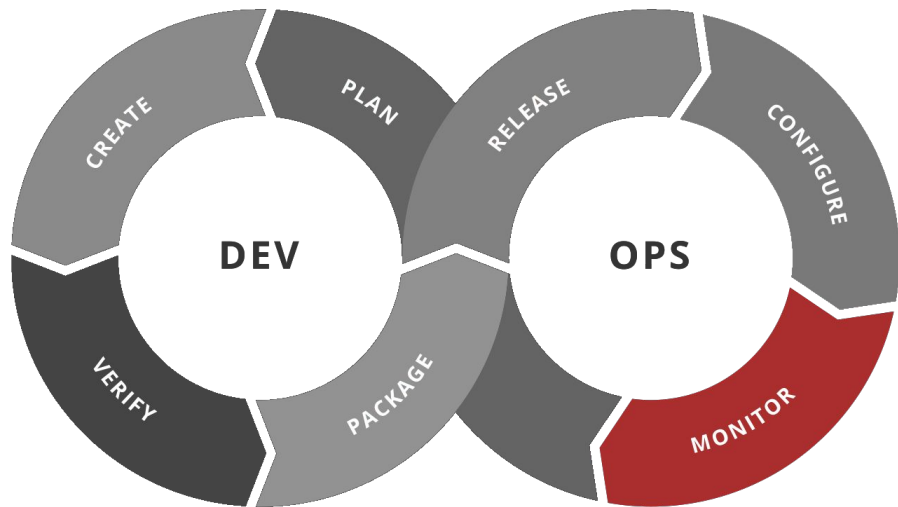 PLAN
CREATE
RELEASE
CONFIGURE
DEV
OPS
VERIFY
PACKAGE
MONITOR